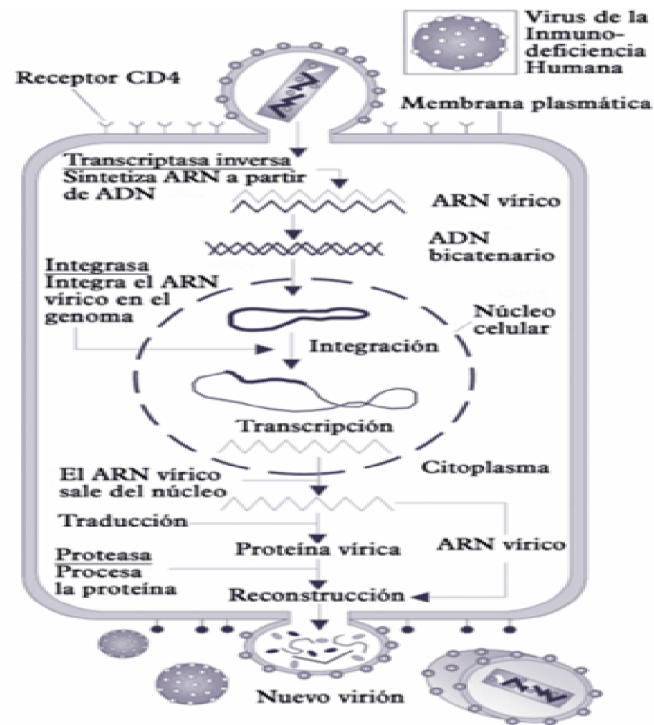 Virus de la
Inmuno-
deficiencia
Humana
Receptor CD4
Membrana plasmática
Transcriptasa inversa
Sintetiza ARN a partir
de ADN
ARN vírico
ADN
bicatenario
Integrasa
Integra el ARN
vírico en el
genoma
Núcleo
celular
Integración
Transcripción
Citoplasma
El ARN vírico
sale del núcleo
Traducción
Proteína vírica
ARN vírico
Proteasa
Procesa
la proteína
Reconstrucción
Nuevo virión